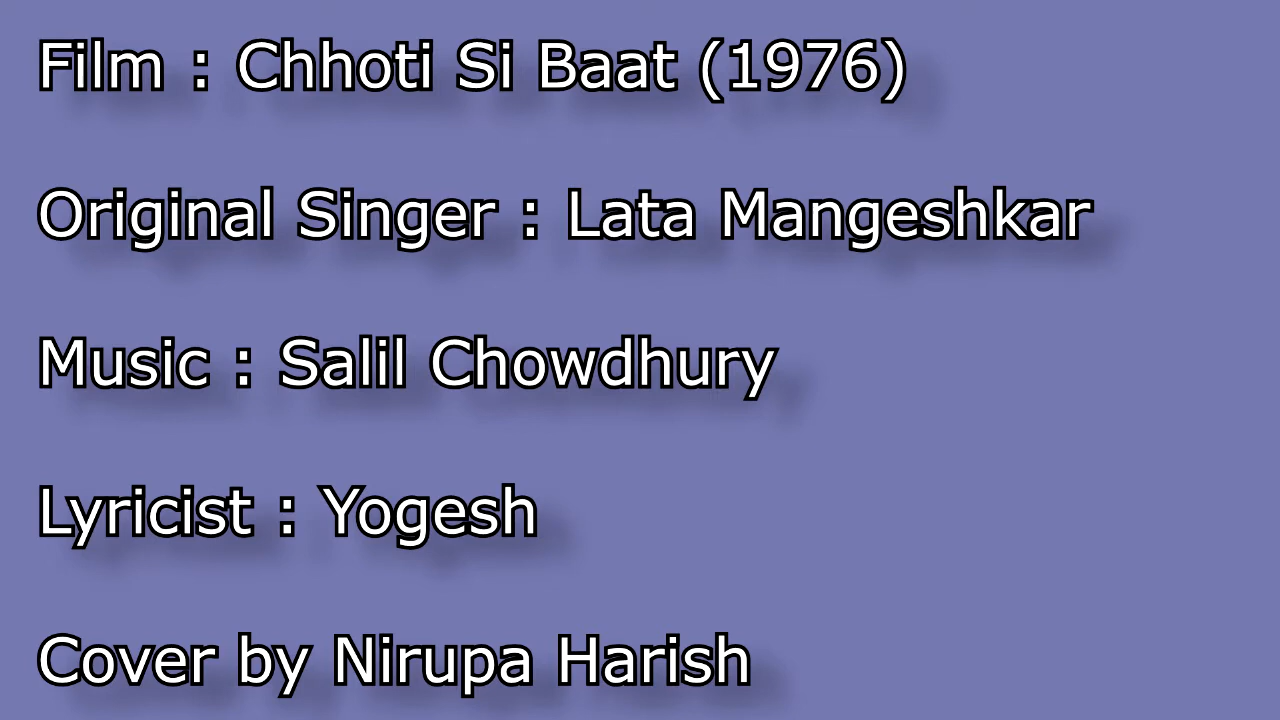 Film : Chhoti Si Baat (1976)
Original Singer : Lata Mangeshkar
Music : Salil Chowdhury
Lyricist : Yogesh
Cover by Nirupa Harish